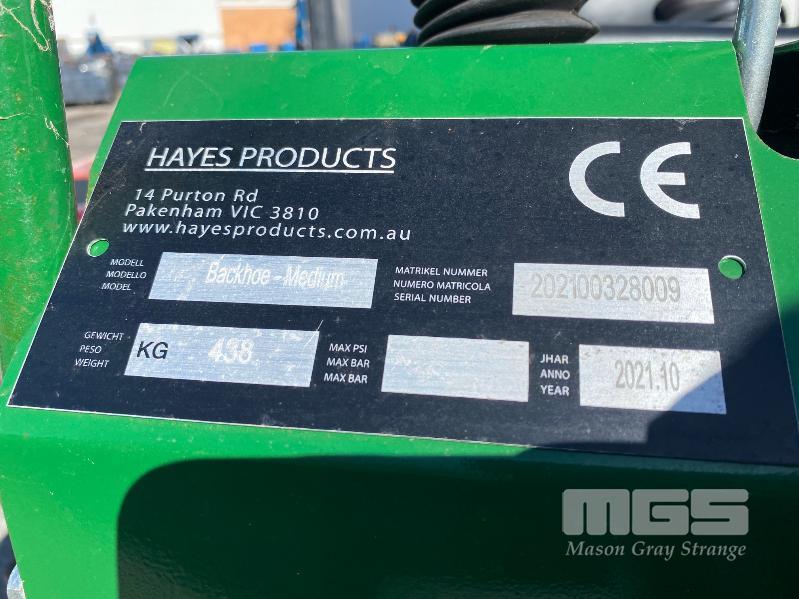 HAYES PRODUCTS
14 Purton Rd
Pakenham VIC 3810
www.hayesproducts.com.au
CE
MODELL
MODELLO
MODEL
Backhoe - Medium
MATRIKEL NUMMER
NUMERO MATRICOLA
SERIAL NUMBER
202100328009
GEWICHT
PESO
WEIGHT
KG 438
MAX PSI
MAX BAR
MAX BAR
JHAR
ANNO
YEAR
2021.10
MGS
Mason Gray Strange